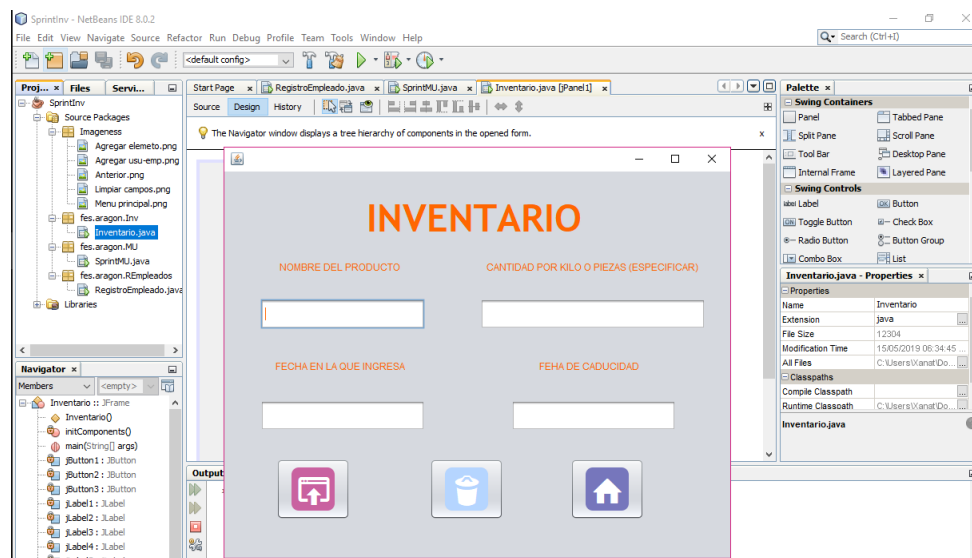 SprintInv - NetBeans IDE 8.0.2
File Edit View Navigate Source Refactor Run Debug Profile Team Tools Window Help
Search (Ctrl+I)
<default config>
Proj... × Files Servi...
SprintInv
Source Packages
Imageness
Agregar elemeto.png
Agregar usu-emp.png
Anterior.png
Limpiar campos.png
Menu principal.png
fes.aragon.Inv
Inventario.java
fes.aragon.MU
SprintMU.java
fes.aragon.REmpleados
RegistroEmpleado.java
Libraries
Navigator ×
Members <empty>
Inventario :: JFrame
Inventario()
initComponents()
main(String[] args)
jButton1 : JButton
jButton2 : JButton
jButton3 : JButton
jLabel1 : JLabel
jLabel2 : JLabel
jLabel3 : JLabel
jLabel4 : JLabel
Start Page × RegistroEmpleado.java × SprintMU.java × Inventario.java [jPanel1] ×
Source Design History
The Navigator window displays a tree hierarchy of components in the opened form. x
INVENTARIO
NOMBRE DEL PRODUCTO CANTIDAD POR KILO O PIEZAS (ESPECIFICAR)
FECHA EN LA QUE INGRESA FEHA DE CADUCIDAD
Output
Palette ×
Swing Containers
Panel Tabbed Pane
Split Pane Scroll Pane
Tool Bar Desktop Pane
Internal Frame Layered Pane
Swing Controls
label Label OK Button
ON Toggle Button Check Box
Radio Button Button Group
Combo Box List
Inventario.java - Properties ×
Properties
Name Inventario
Extension java
File Size 12304
Modification Time 15/05/2019 06:34:45 ...
All Files C:\Users\Xanat\Do...
Classpaths
Compile Classpath
Runtime Classpath C:\Users\Xanat\Do...
Inventario.java